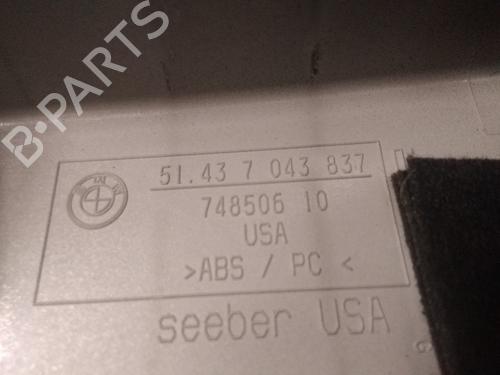 B-PARTS
51.43 7 043 837
748506 10
USA
>ABS / PC <
seeber USA